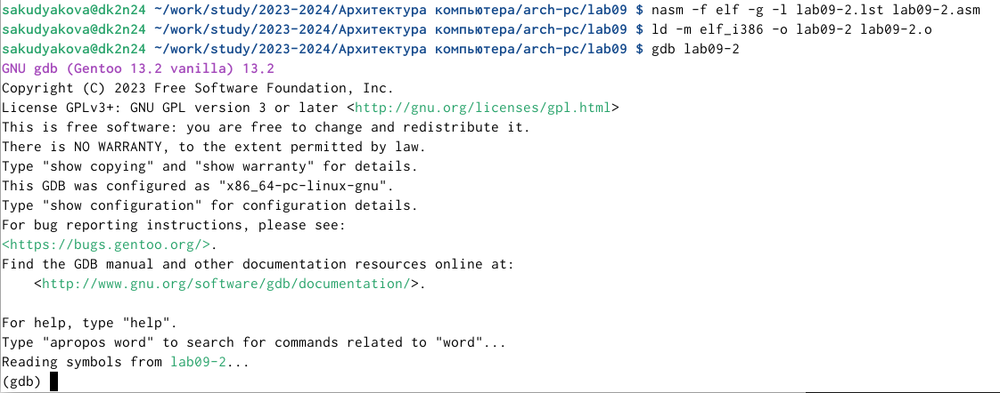 sakudyakova@dk2n24 ~/work/study/2023-2024/Архитектура компьютера/arch-pc/lab09 $ nasm -f elf -g -l lab09-2.lst lab09-2.asm
sakudyakova@dk2n24 ~/work/study/2023-2024/Архитектура компьютера/arch-pc/lab09 $ ld -m elf_i386 -o lab09-2 lab09-2.o
sakudyakova@dk2n24 ~/work/study/2023-2024/Архитектура компьютера/arch-pc/lab09 $ gdb lab09-2
GNU gdb (Gentoo 13.2 vanilla) 13.2
Copyright (C) 2023 Free Software Foundation, Inc.
License GPLv3+: GNU GPL version 3 or later <http://gnu.org/licenses/gpl.html>
This is free software: you are free to change and redistribute it.
There is NO WARRANTY, to the extent permitted by law.
Type "show copying" and "show warranty" for details.
This GDB was configured as "x86_64-pc-linux-gnu".
Type "show configuration" for configuration details.
For bug reporting instructions, please see:
<https://bugs.gentoo.org/>.
Find the GDB manual and other documentation resources online at:
    <http://www.gnu.org/software/gdb/documentation/>.

For help, type "help".
Type "apropos word" to search for commands related to "word"...
Reading symbols from lab09-2...
(gdb)